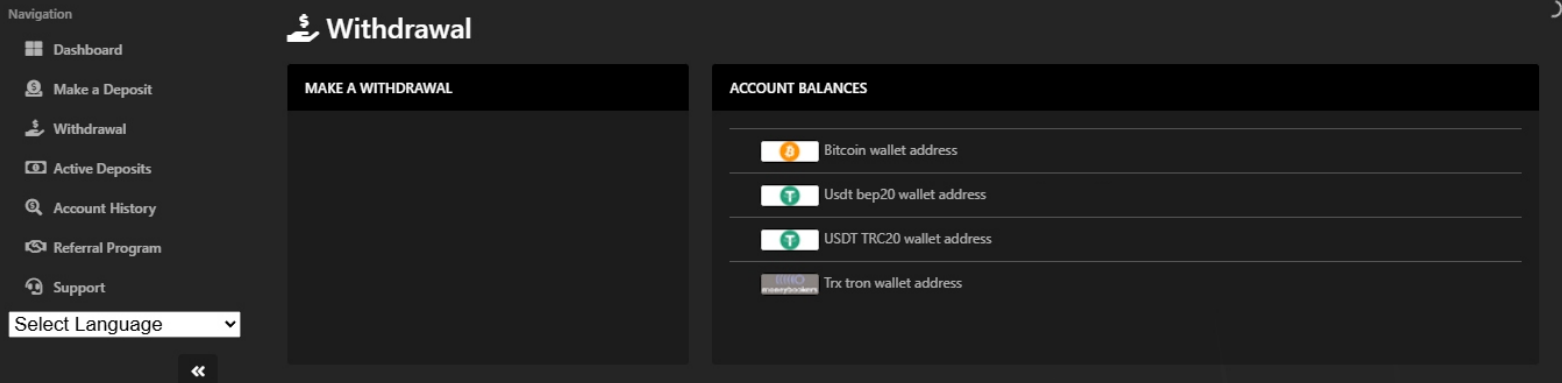 Navigation
Dashboard
Make a Deposit
Withdrawal
Active Deposits
Account History
Referral Program
Support
Select Language
Withdrawal
MAKE A WITHDRAWAL
ACCOUNT BALANCES
Bitcoin wallet address
Usdt bep20 wallet address
USDT TRC20 wallet address
moneybookers
Trx tron wallet address